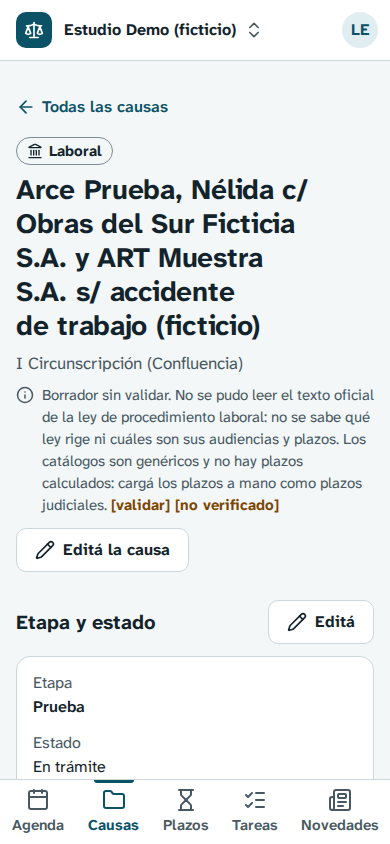 Estudio Demo (ficticio)
LE
Todas las causas
Laboral
Arce Prueba, Nélida c/
Obras del Sur Ficticia
S.A. y ART Muestra
S.A. s/ accidente
de trabajo (ficticio)
I Circunscripción (Confluencia)
Borrador sin validar. No se pudo leer el texto oficial
de la ley de procedimiento laboral: no se sabe qué
ley rige ni cuáles son sus audiencias y plazos. Los
catálogos son genéricos y no hay plazos
calculados: cargá los plazos a mano como plazos
judiciales. [validar] [no verificado]
Editá la causa
Etapa y estado
Editá
Etapa
Prueba
Estado
En trámite
Agenda
Causas
Plazos
Tareas
Novedades